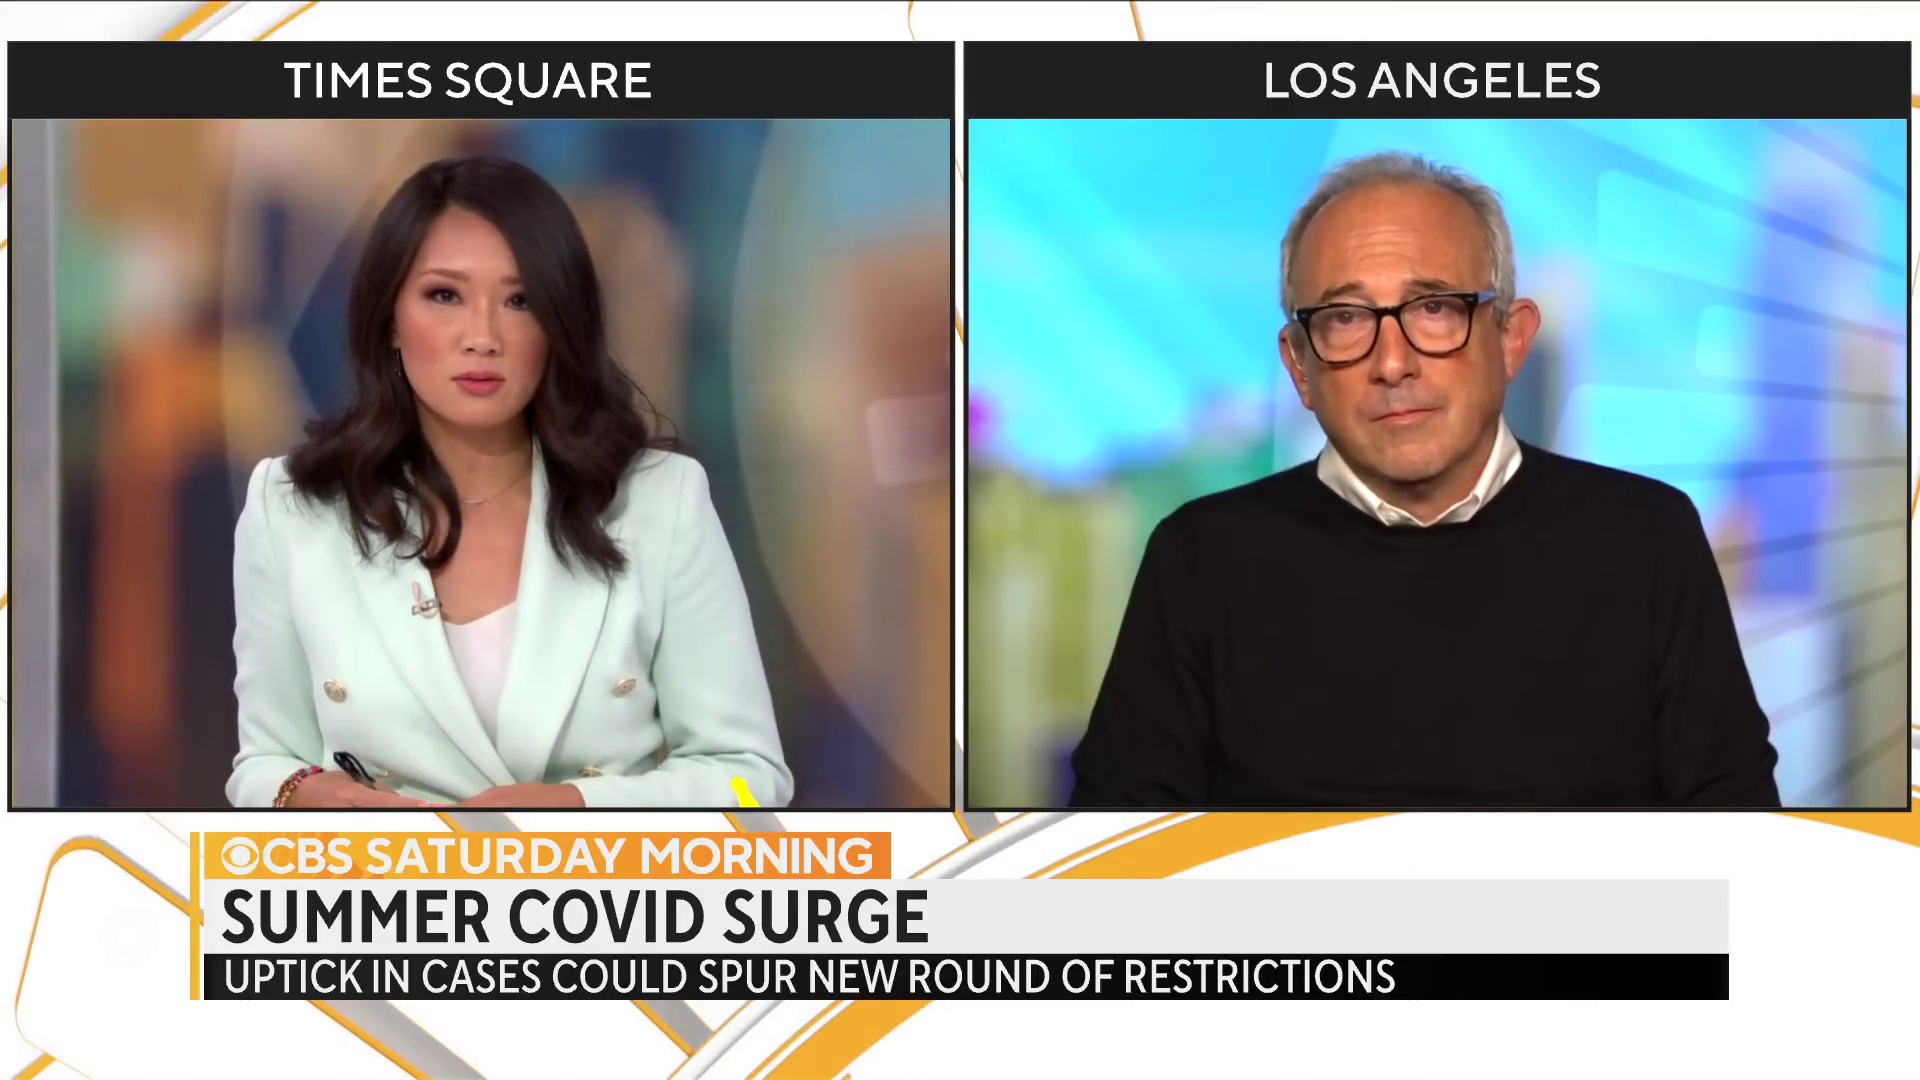 TIMES SQUARE
LOS ANGELES
CBS SATURDAY MORNING
SUMMER COVID SURGE
UPTICK IN CASES COULD SPUR NEW ROUND OF RESTRICTIONS